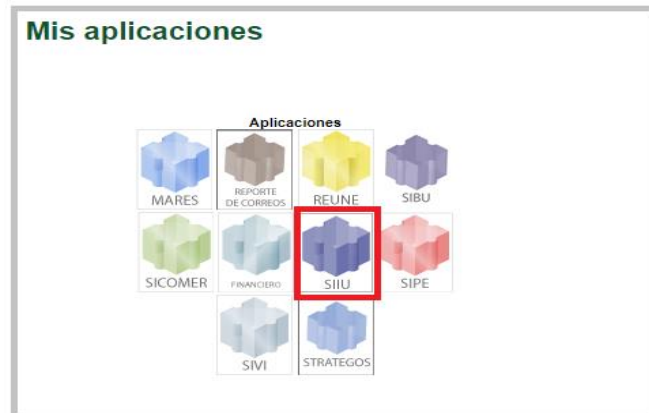 Mis aplicaciones
Aplicaciones
MARES
REPORTE
DE CORREOS
REUNE
SIBU
SICOMER
FINANCIERO
SIIU
SIPE
SIVI
STRATEGOS